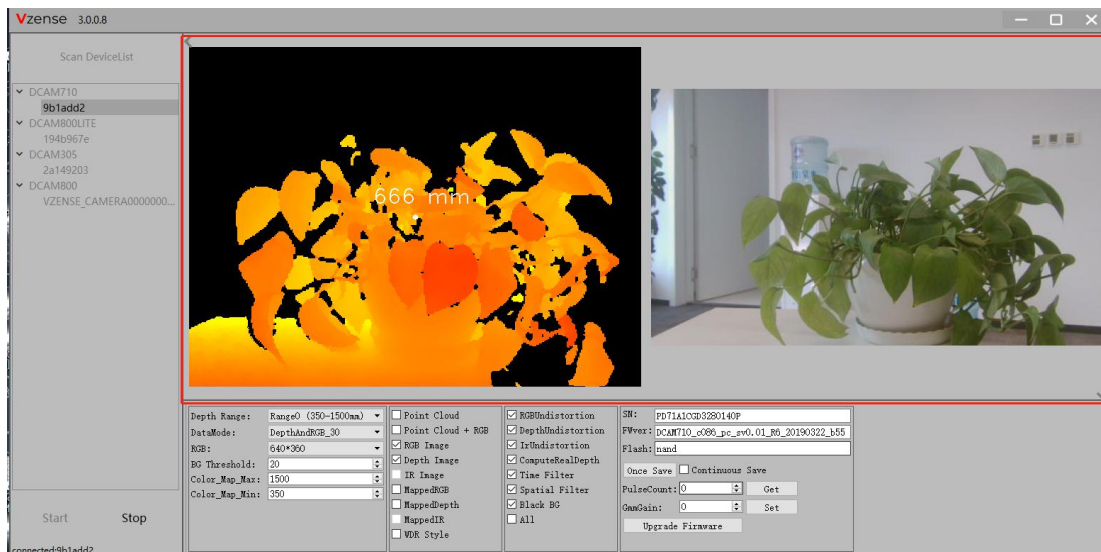 Vzense 3.0.0.8
Scan DeviceList
DCAM710
9b1add2
DCAM800LITE
194b967e
DCAM305
2a149203
DCAM800
VZENSE_CAMERA0000000...
Start Stop
connected:9b1add2
666 mm
Depth Range: Range0 (350-1500mm)
DataMode: DepthAndRGB_30
RGB: 640*360
BG Threshold: 20
Color_Map_Max: 1500
Color_Map_Min: 350
Point Cloud
Point Cloud + RGB
RGB Image
Depth Image
IR Image
MappedRGB
MappedDepth
MappedIR
WDR Style
RGBUndistortion
DepthUndistortion
IrUndistortion
ComputeRealDepth
Time Filter
Spatial Filter
Black BG
All
SN: PD71A1CGD3280140P
FWver: DCAM710_c086_pc_sv0.01_R6_20190322_b55
Flash: nand
Once Save Continuous Save
PulseCount: 0 Get
GmmGain: 0 Set
Upgrade Firmware